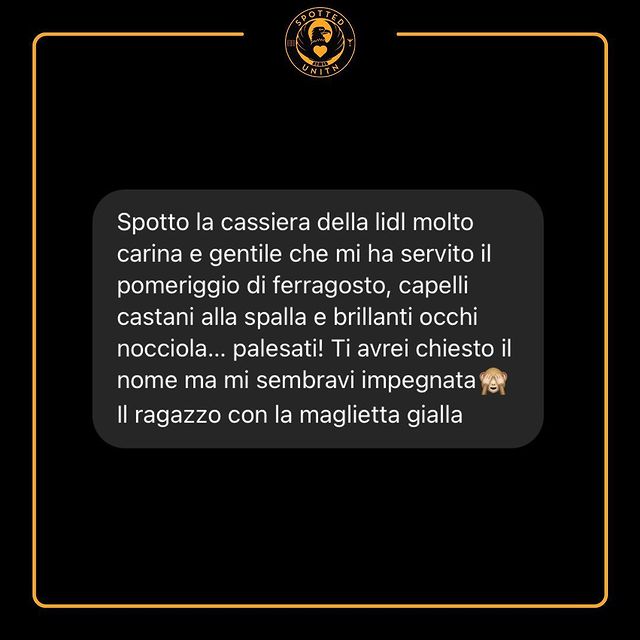 SPOTTED
UNITN
Spotto la cassiera della lidl molto
carina e gentile che mi ha servito il
pomeriggio di ferragosto, capelli
castani alla spalla e brillanti occhi
nocciola... palesati! Ti avrei chiesto il
nome ma mi sembravi impegnata🙈
Il ragazzo con la maglietta gialla